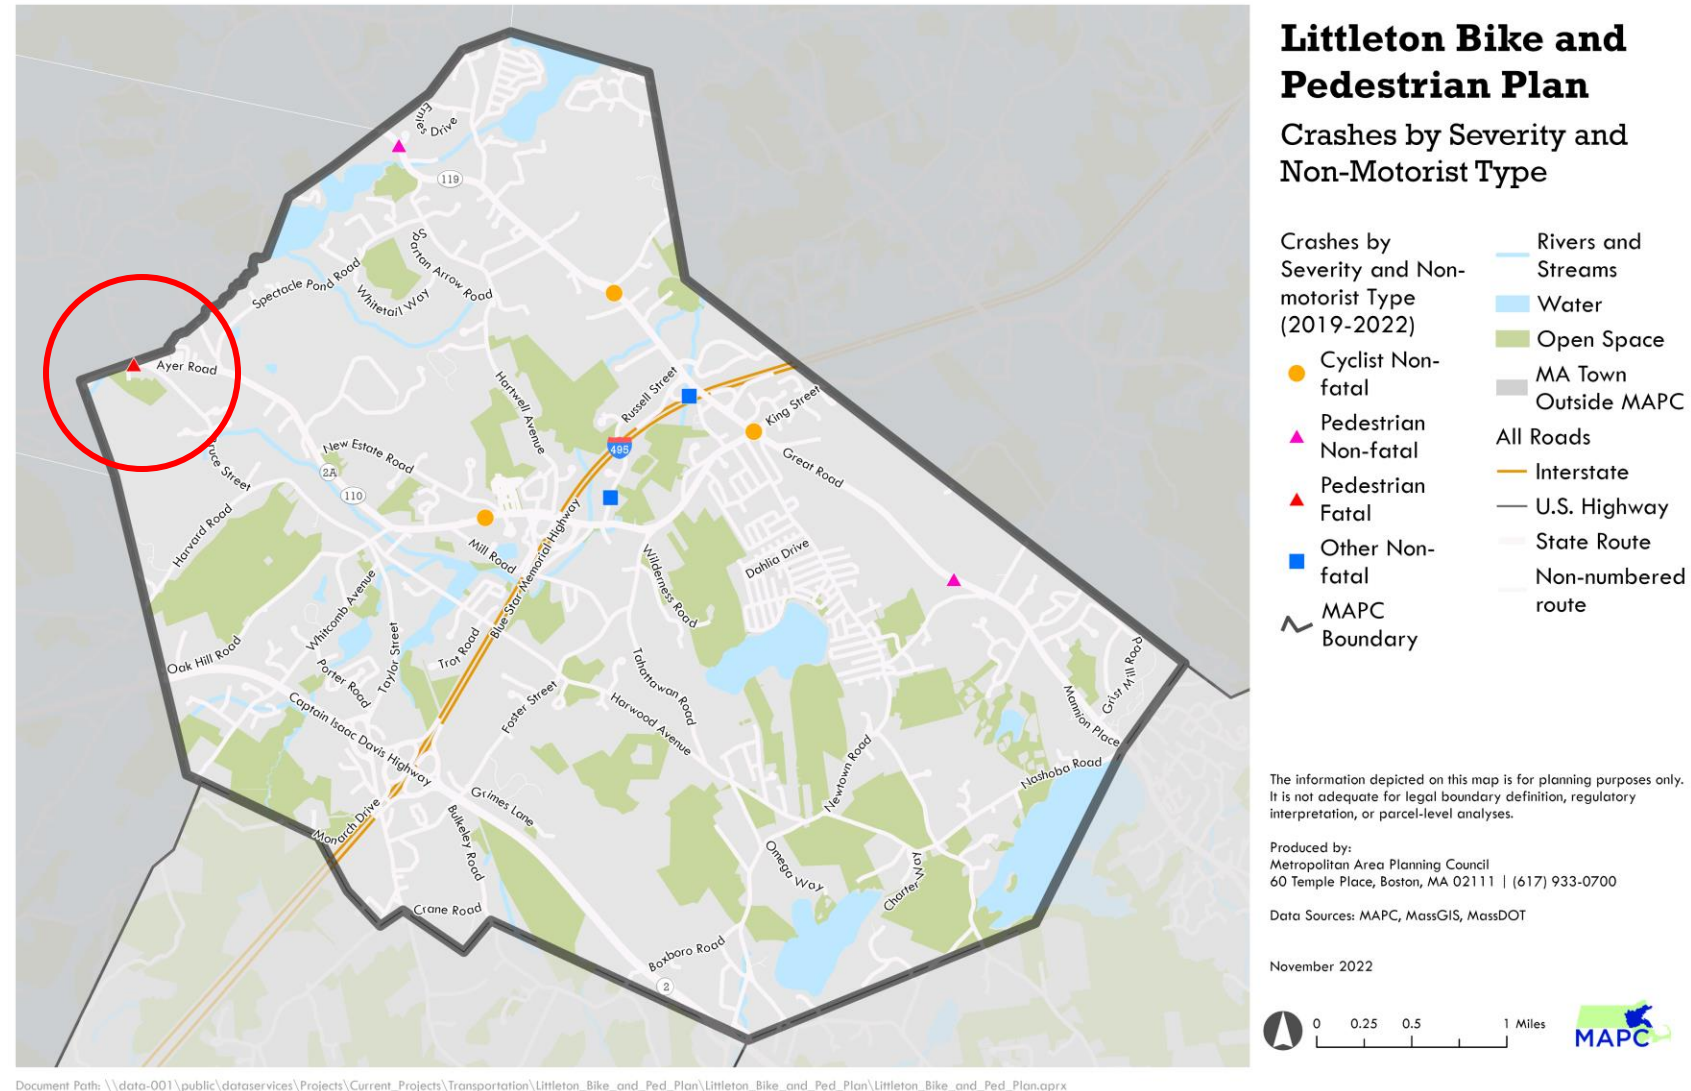 Littleton Bike and
Pedestrian Plan
Crashes by Severity and
Non-Motorist Type
Crashes by
Severity and Non-
motorist Type
(2019-2022)
Cyclist Non-
fatal
Pedestrian
Non-fatal
Pedestrian
Fatal
Other Non-
fatal
MAPC
Boundary
Rivers and
Streams
Water
Open Space
MA Town
Outside MAPC
All Roads
Interstate
U.S. Highway
State Route
Non-numbered
route
The information depicted on this map is for planning purposes only.
It is not adequate for legal boundary definition, regulatory
interpretation, or parcel-level analyses.
Produced by:
Metropolitan Area Planning Council
60 Temple Place, Boston, MA 02111 | (617) 933-0700
Data Sources: MAPC, MassGIS, MassDOT
November 2022
0 0.25 0.5 1 Miles
MAPC
Ernies Drive
119
Spartan Arrow Road
Spectacle Pond Road
Whitetail Way
Ayer Road
Hartwell Avenue
Russell Street
King Street
495
New Estate Road
Great Road
2A
110
Bruce Street
Harvard Road
Mill Road
Blue Star Memorial Highway
Wilderness Road
Dahlia Drive
Whitcomb Avenue
Taylor Street
Trot Road
Oak Hill Road
Porter Road
Tahattawan Road
Grist Mill Road
Captain Isaac Davis Highway
Foster Street
Harwood Avenue
Mannion Place
Newtown Road
Nashoba Road
Monarch Drive
Grimes Lane
Bulkeley Road
Omega Way
Charter Way
Crane Road
Boxboro Road
2
Document Path: \\data-001\public\dataservices\Projects\Current_Projects\Transportation\Littleton_Bike_and_Ped_Plan\Littleton_Bike_and_Ped_Plan\Littleton_Bike_and_Ped_Plan.aprx